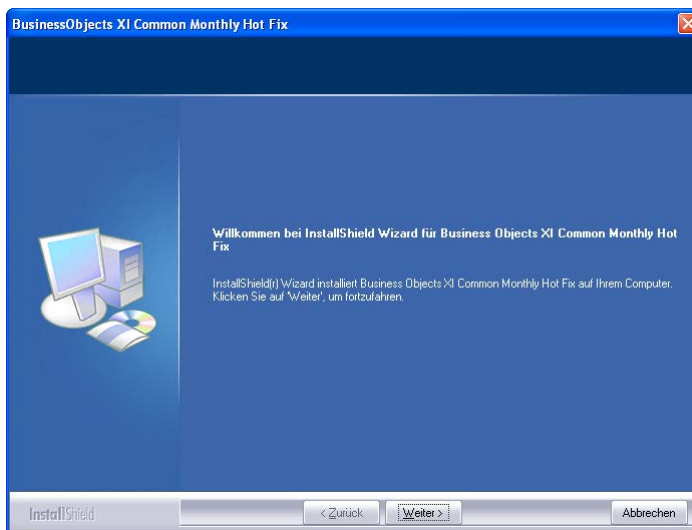 BusinessObjects XI Common Monthly Hot Fix
Willkommen bei InstallShield Wizard für Business Objects XI Common Monthly Hot
Fix
InstallShield(r) Wizard installiert Business Objects XI Common Monthly Hot Fix auf Ihrem Computer.
Klicken Sie auf 'Weiter', um fortzufahren.
InstallShield
< Zurück
Weiter >
Abbrechen